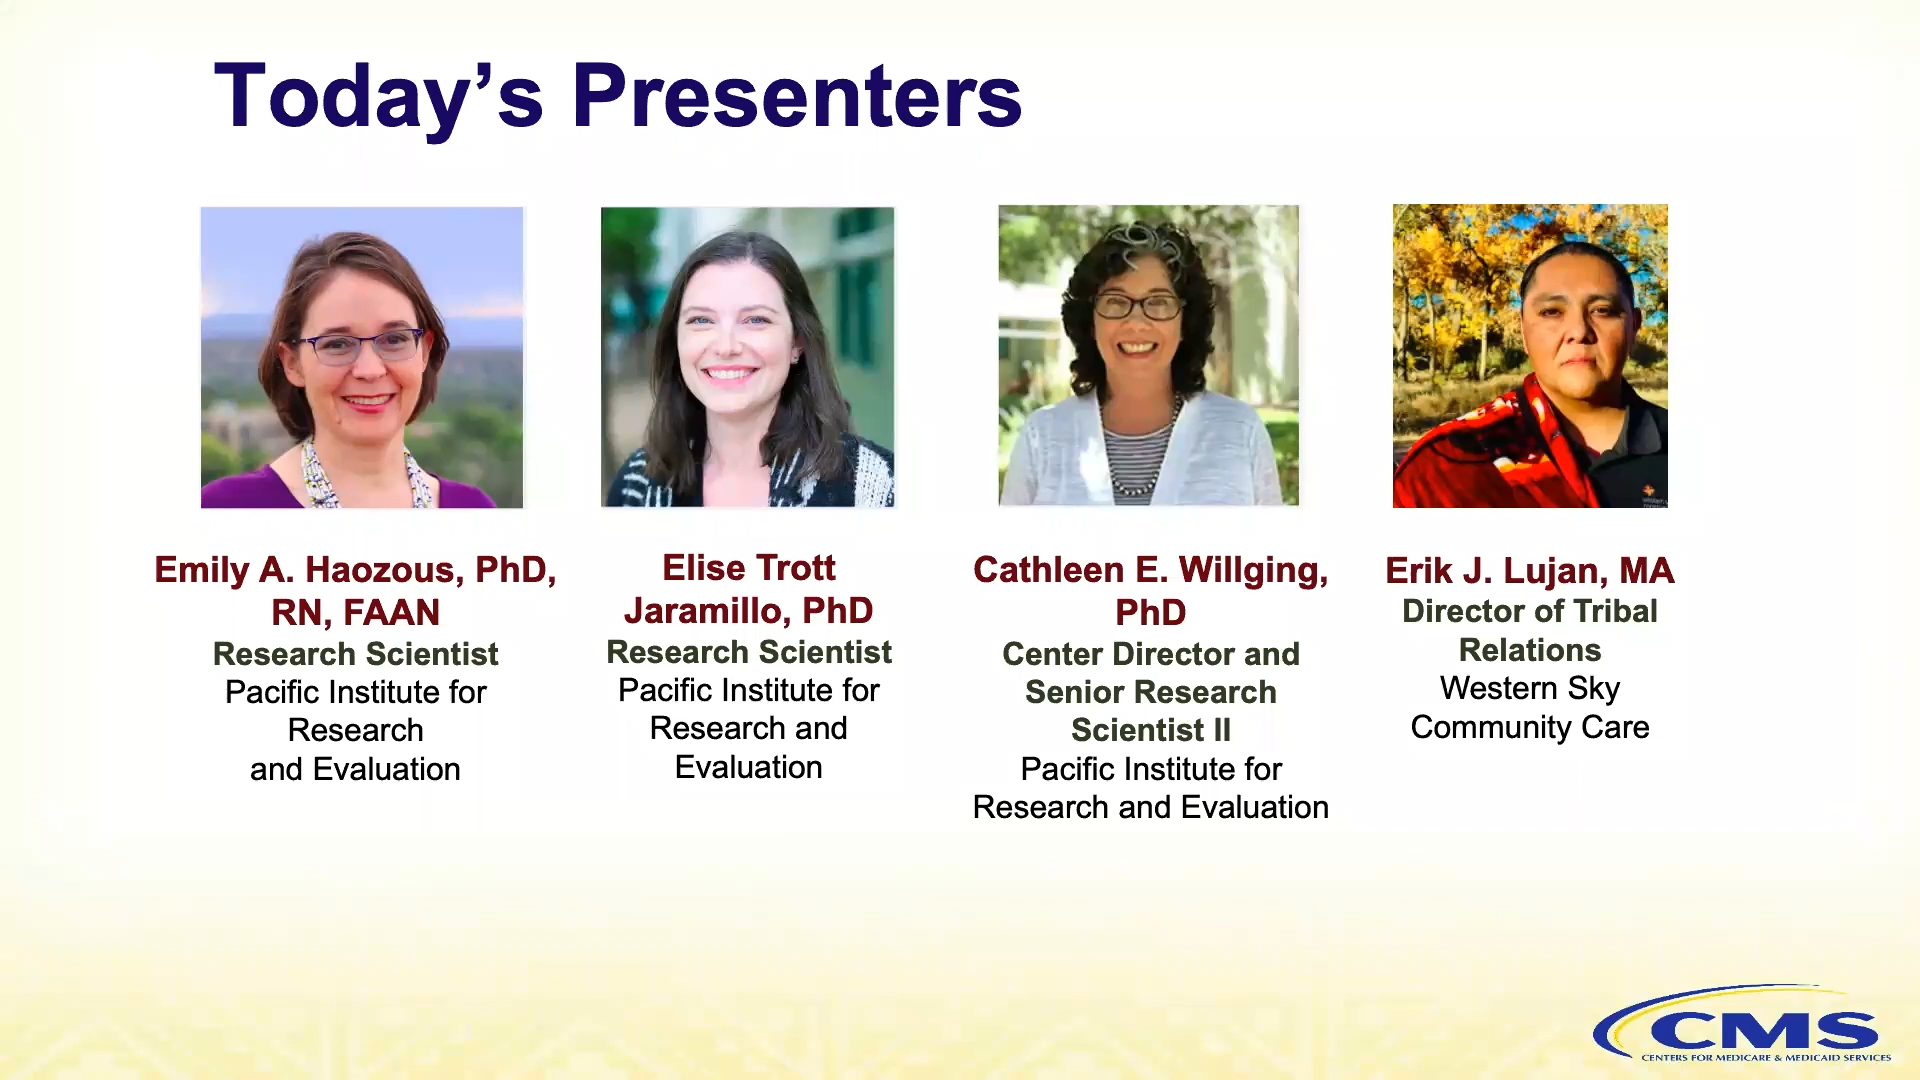 Today’s Presenters
Emily A. Haozous, PhD,
RN, FAAN
Research Scientist
Pacific Institute for
Research
and Evaluation
Elise Trott
Jaramillo, PhD
Research Scientist
Pacific Institute for
Research and
Evaluation
Cathleen E. Willging,
PhD
Center Director and
Senior Research
Scientist II
Pacific Institute for
Research and Evaluation
Erik J. Lujan, MA
Director of Tribal
Relations
Western Sky
Community Care
CMS
CENTERS FOR MEDICARE & MEDICAID SERVICES